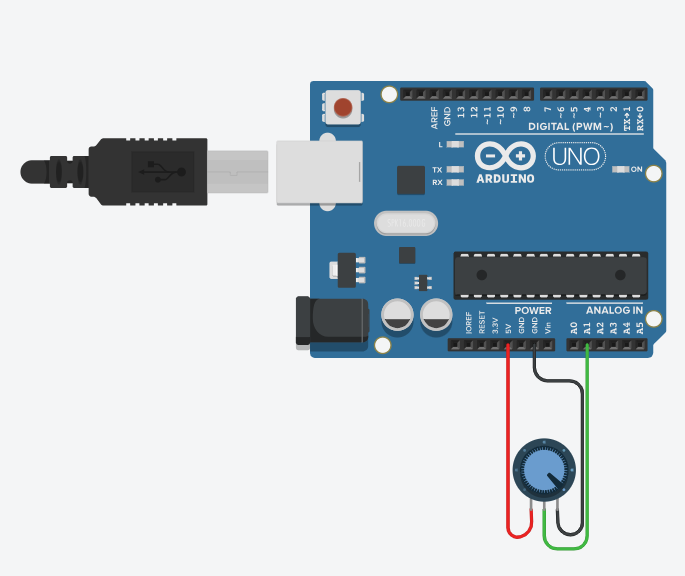 AREF
GND
13
12
~11
~10
~9
8
7
~6
~5
4
~3
2
TX→1
RX←0
DIGITAL (PWM~)
L
TX
RX
ARDUINO
UNO
ON
POWER
ANALOG IN
IOREF
RESET
3.3V
5V
GND
GND
Vin
A0
A1
A2
A3
A4
A5